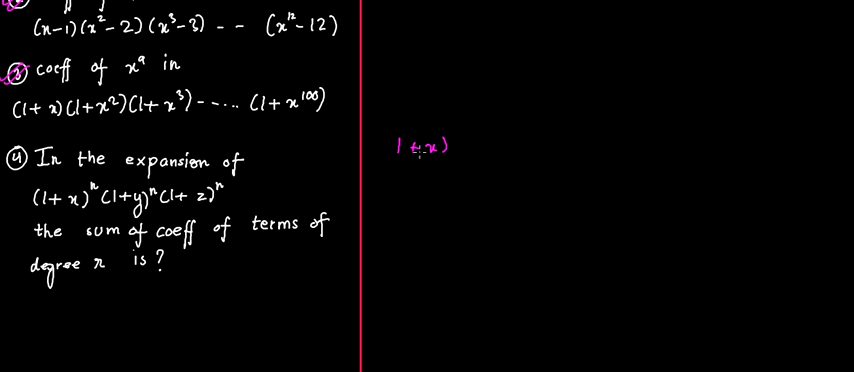 (x-1)(x²-2)(x³-3) -- (x¹²-12)
③ coeff of x⁹ in
(1+x)(1+x²)(1+x³)-.... (1+x¹⁰⁰)
④ In the expansion of
(1+x)ⁿ(1+y)ⁿ(1+z)ⁿ
the sum of coeff of terms of
degree r is?
1+x)